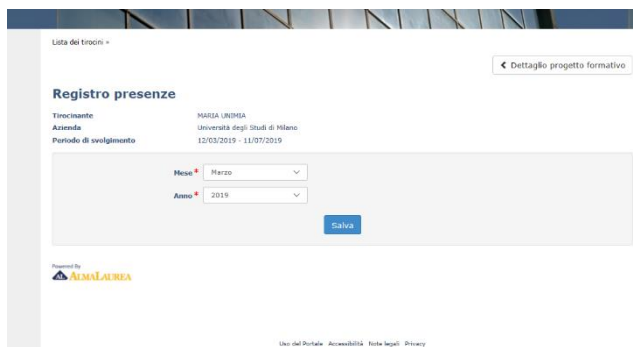 Lista dei tirocini »
Dettaglio progetto formativo
Registro presenze
Tirocinante MARIA UNIMIA
Azienda Università degli Studi di Milano
Periodo di svolgimento 12/03/2019 - 11/07/2019
Mese * Marzo
Anno * 2019
Salva
Powered By
AL ALMALAUREA
Uso del Portale Accessibilità Note legali Privacy